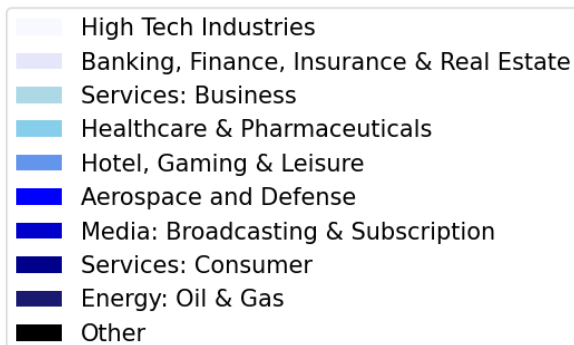 High Tech Industries
Banking, Finance, Insurance & Real Estate
Services: Business
Healthcare & Pharmaceuticals
Hotel, Gaming & Leisure
Aerospace and Defense
Media: Broadcasting & Subscription
Services: Consumer
Energy: Oil & Gas
Other